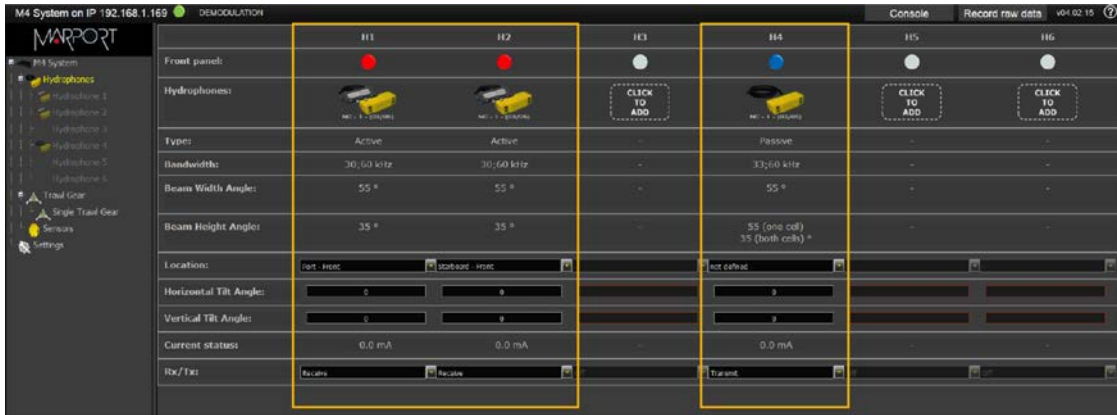 M4 System on IP 192.168.1.169 DEMODULATION Console Record raw data v04.02.15 ?
MARPORT
M4 System
Hydrophones
Hydrophone 1
Hydrophone 2
Hydrophone 3
Hydrophone 4
Hydrophone 5
Hydrophone 6
Trawl Gear
Single Trawl Gear
Sensors
Settings
H1 H2 H3 H4 H5 H6
Front panel:
Hydrophones: CLICK TO ADD CLICK TO ADD CLICK TO ADD
Type: Active Active - Passive - -
Bandwidth: 30;60 kHz 30;60 kHz - 33;60 kHz - -
Beam Width Angle: 55 ° 55 ° - 55 ° - -
Beam Height Angle: 35 ° 35 ° - 55 (one cell) - -
35 (both cells) °
Location: Port - Front Starboard - Front not defined
Horizontal Tilt Angle: 0 0 0
Vertical Tilt Angle: 0 0 0
Current status: 0.0 mA 0.0 mA - 0.0 mA - -
Rx/Tx: Receive Receive Off Transmit Off Off